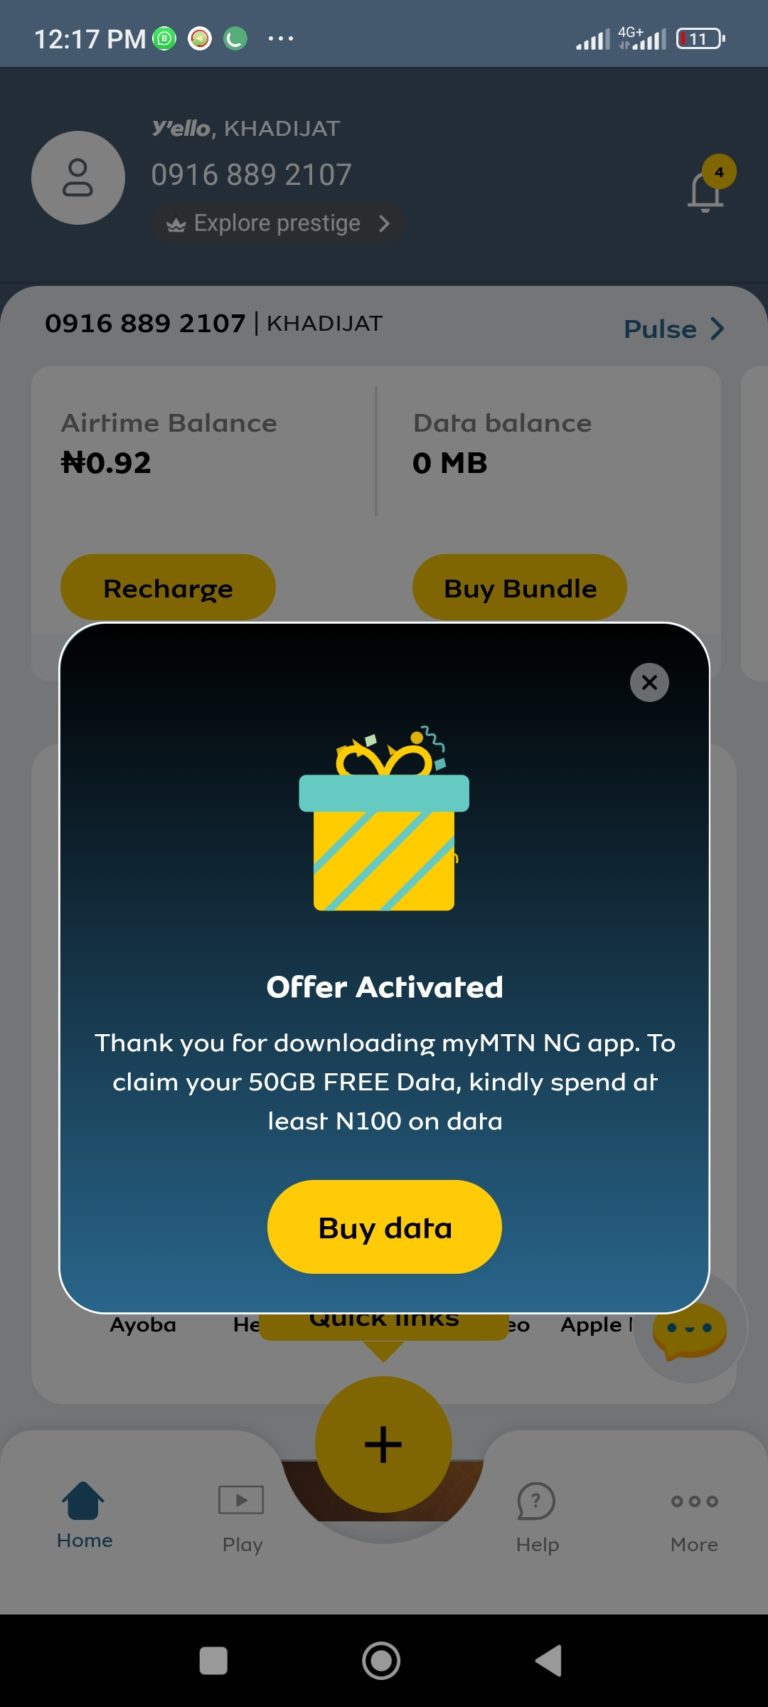 12:17 PM
4G+
11
Y'ello, KHADIJAT
0916 889 2107
4
Explore prestige
0916 889 2107 | KHADIJAT
Pulse
Airtime Balance
Data balance
₦0.92
0 MB
Recharge
Buy Bundle
Offer Activated
Thank you for downloading myMTN NG app. To
claim your 50GB FREE Data, kindly spend at
least N100 on data
Buy data
Quick links
Ayoba
Apple
Home
Play
Help
More